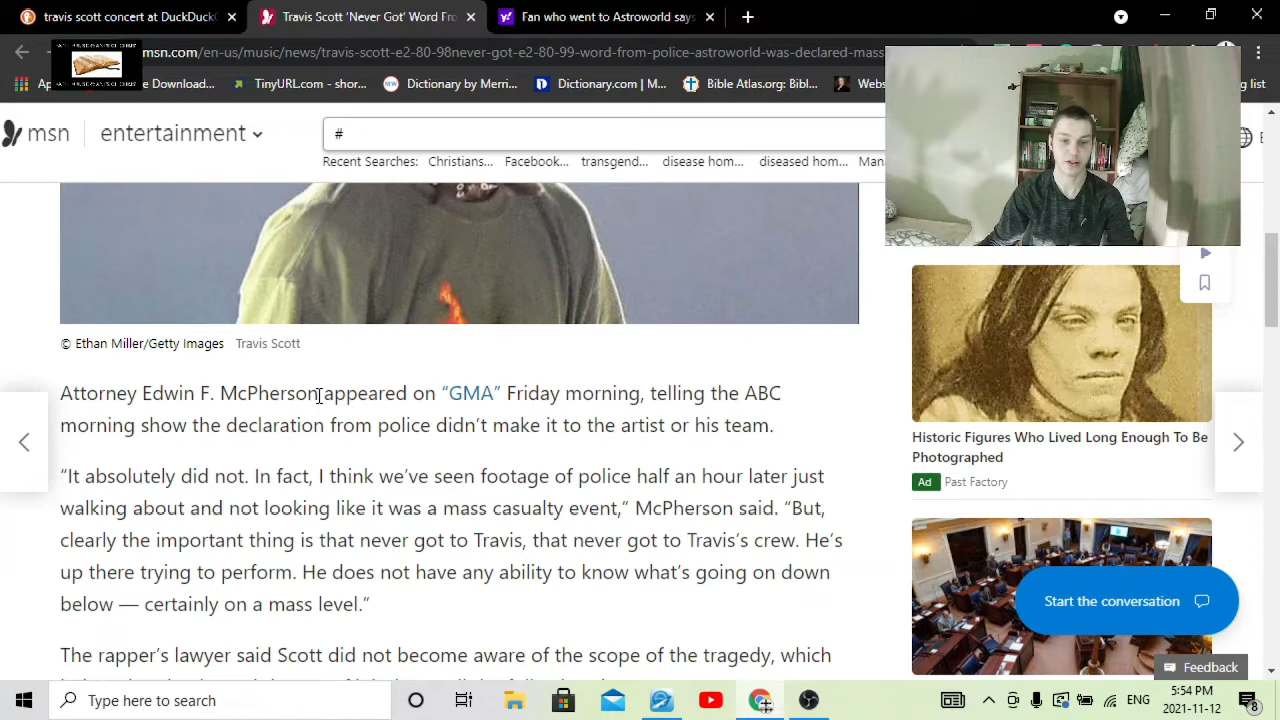 travis scott concert at DuckDuck
Travis Scott 'Never Got' Word Fro
Fan who went to Astroworld says
msn.com/en-us/music/news/travis-scott-e2-80-98never-got-e2-80-99-word-from-police-astroworld-w
red-mass
Download...
TinyURL.com - shor...
Dictionary by Merri...
Dictionary.com | M...
Bible Astro
Webs
g list
msn
entertainment
#
Recent Searches: Christians... Facebook... transgend... disease hom... diseased hom... Man
© Ethan Miller/Getty Images Travis Scott
Attorney Edwin F. McPherson appeared on “GMA” Friday morning, telling the ABC
morning show the declaration from police didn’t make it to the artist or his team.
“It absolutely did not. In fact, I think we’ve seen footage of police half an hour later just
walking about and not looking like it was a mass casualty event,” McPherson said. “But,
clearly the important thing is that never got to Travis, that never got to Travis’s crew. He’s
up there trying to perform. He does not have any ability to know what’s going on down
below — certainly on a mass level.”
The rapper’s lawyer said Scott did not become aware of the scope of the tragedy, which
Historic Figures Who Lived Long Enough To Be
Photographed
Ad Past Factory
Start the conversation
Feedback
Type here to search
ENG
5:54 PM
2021-11-12
8